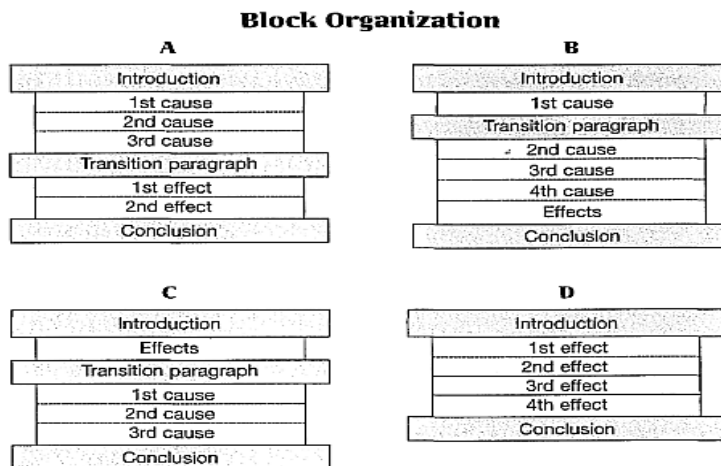 Block Organization
A
Introduction
1st cause
2nd cause
3rd cause
Transition paragraph
1st effect
2nd effect
Conclusion
B
Introduction
1st cause
Transition paragraph
2nd cause
3rd cause
4th cause
Effects
Conclusion
C
Introduction
Effects
Transition paragraph
1st cause
2nd cause
3rd cause
Conclusion
D
Introduction
1st effect
2nd effect
3rd effect
4th effect
Conclusion